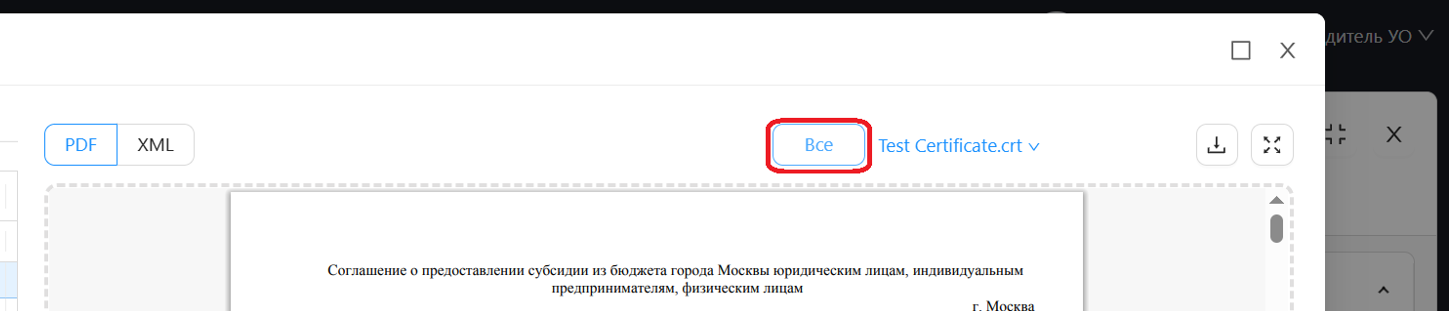 дитель УО
PDF XML Все Test Certificate.crt
Соглашение о предоставлении субсидии из бюджета города Москвы юридическим лицам, индивидуальным
предпринимателям, физическим лицам
г. Москва